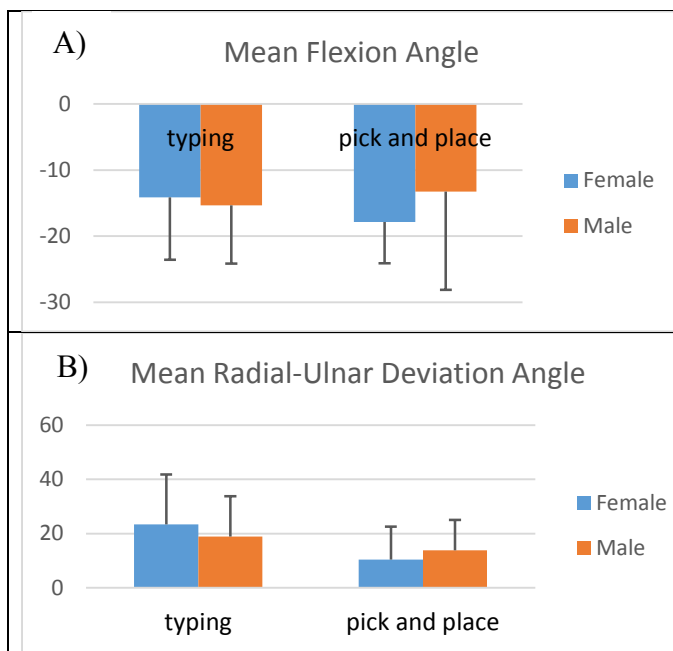 A)
Mean Flexion Angle
0
-10
-20
-30
typing
pick and place
Female
Male
B)
Mean Radial-Ulnar Deviation Angle
60
40
20
0
typing
pick and place
Female
Male